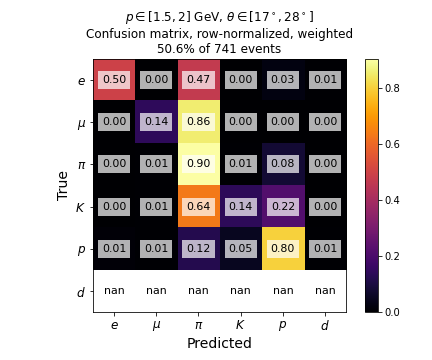 p ∈ [1.5, 2] GeV, θ ∈ [17°, 28°]
Confusion matrix, row-normalized, weighted
50.6% of 741 events
True
e 0.50 0.00 0.47 0.00 0.03 0.01
μ 0.00 0.14 0.86 0.00 0.00 0.00
π 0.00 0.01 0.90 0.01 0.08 0.00
K 0.00 0.01 0.64 0.14 0.22 0.00
p 0.01 0.01 0.12 0.05 0.80 0.01
d nan nan nan nan nan nan
e μ π K p d
Predicted
0.8
0.6
0.4
0.2
0.0